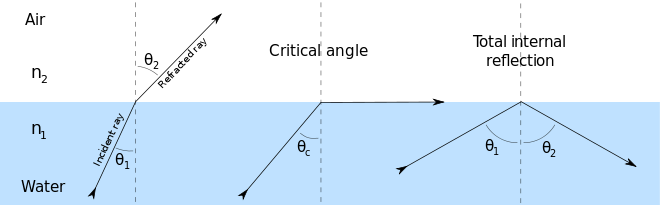 Air
n2
n1
Water
θ2
Refracted ray
Incident ray
θ1
Critical angle
θc
Total internal
reflection
θ1
θ2